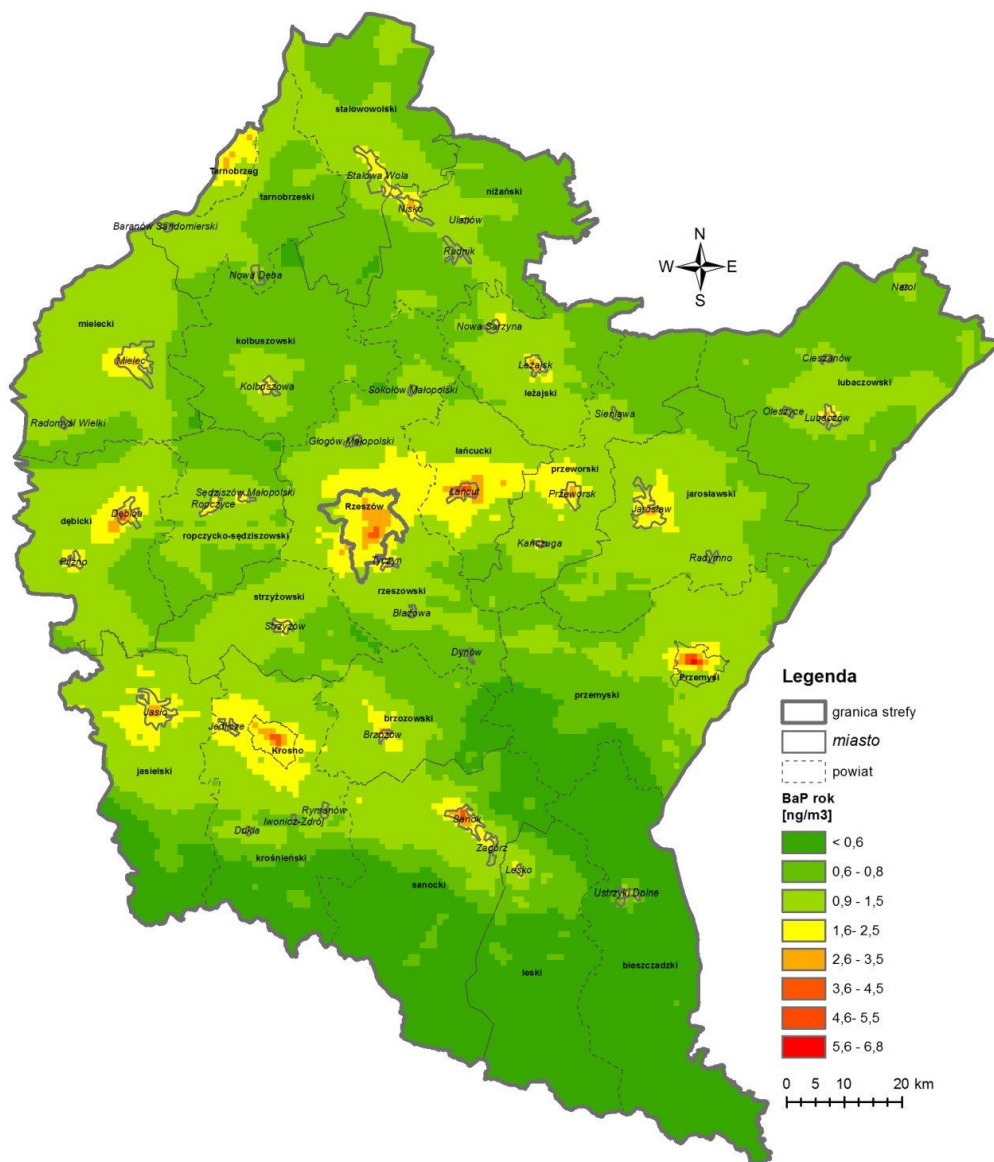 stalowowolski
Tarnobrzeg
Stalowa Wola
tarnobrzeski
niżański
Nisko
Ulanów
Baranów Sandomierski
Rudnik
N
W E
S
Nowa Dęba
Narol
mielecki
Nowa Sarzyna
kolbuszowski
Mielec
Leżajsk
Cieszanów
lubaczowski
Kolbuszowa
Sokołów Małopolski
leżajski
Radomyśl Wielki
Sieniawa
Oleszyce
Lubaczów
Głogów Małopolski
łańcucki
przeworski
Sędziszów Małopolski
Łańcut
Przeworsk
jarosławski
Ropczyce
Rzeszów
Jarosław
Dębica
dębicki
ropczycko-sędziszowski
Kańczuga
Radymno
Pilzno
Tyczyn
rzeszowski
strzyżowski
Błażowa
Strzyżów
Dynów
Przemyśl
przemyski
Jasło
brzozowski
Jedlicze
Brzozów
Krosno
jasielski
Rymanów
Iwonicz-Zdrój
Sanok
Dukla
Zagórz
krośnieński
Lesko
sanocki
Ustrzyki Dolne
leski
bieszczadzki
Legenda
granica strefy
miasto
powiat
BaP rok
[ng/m3]
< 0,6
0,6 - 0,8
0,9 - 1,5
1,6- 2,5
2,6 - 3,5
3,6 - 4,5
4,6- 5,5
5,6 - 6,8
0 5 10 20 km